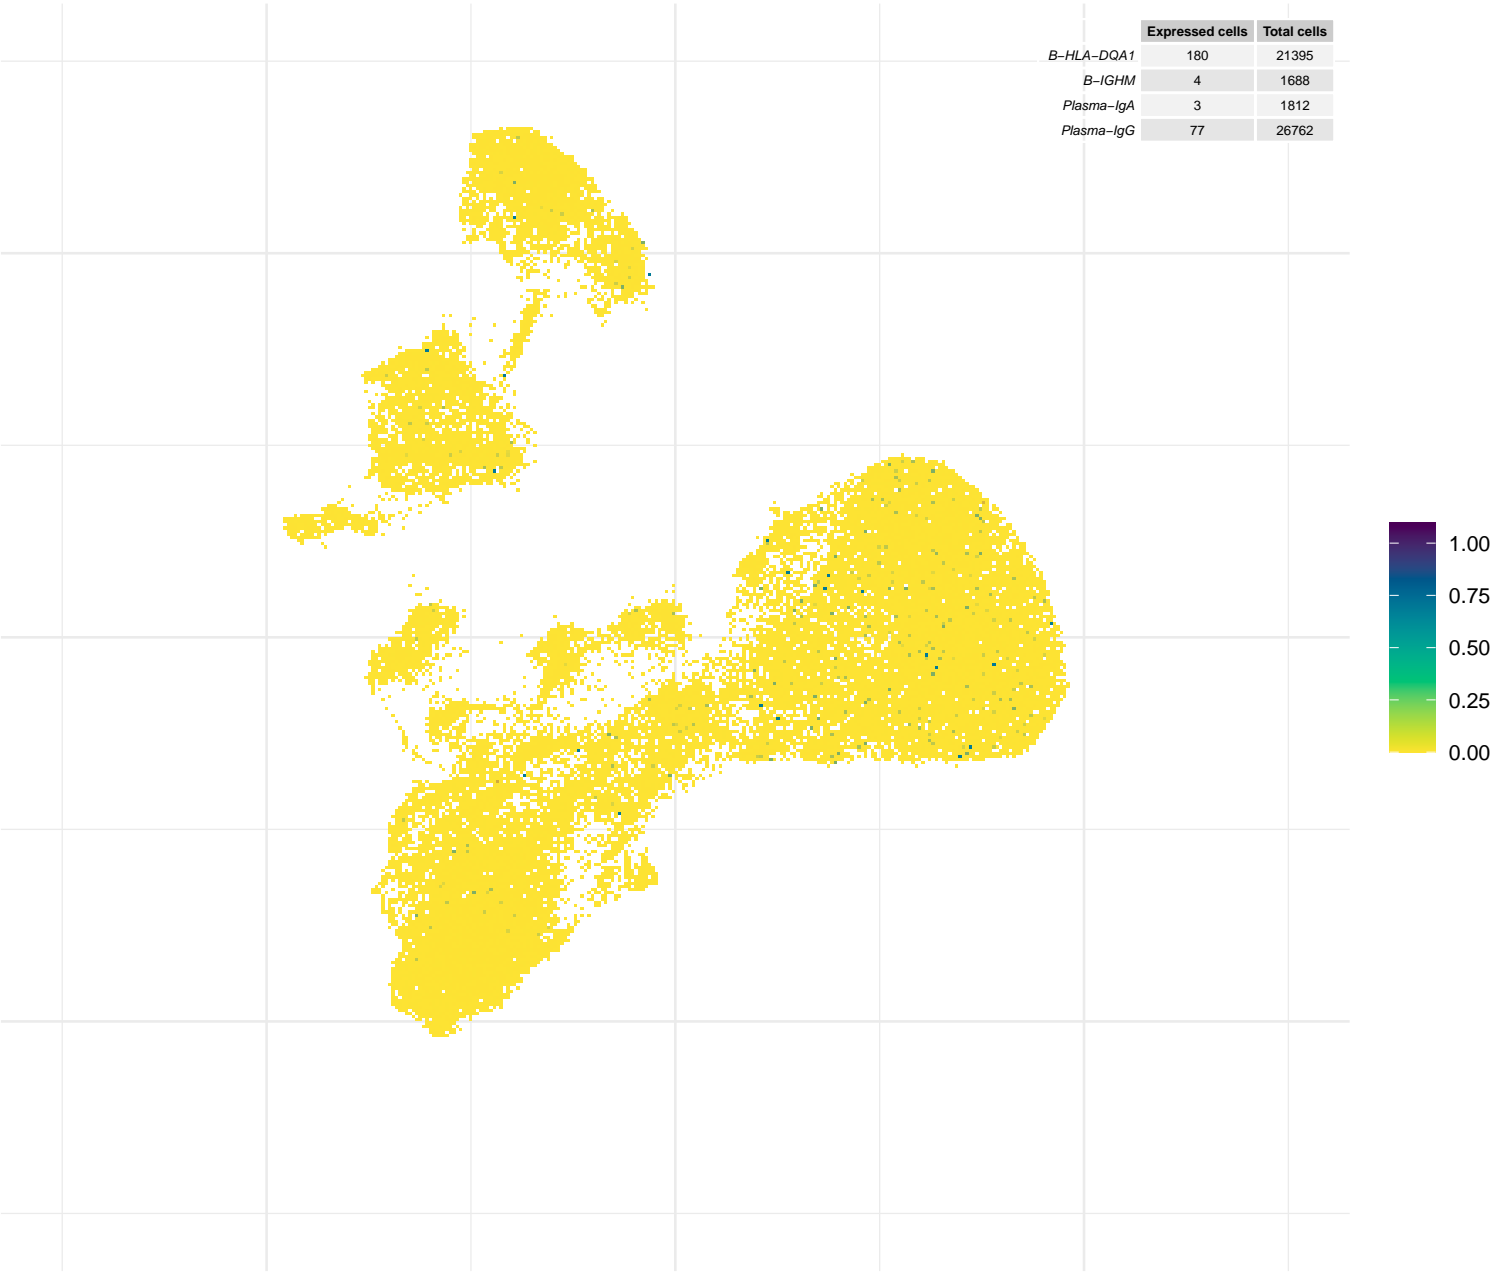 Expressed cells Total cells
B−HLA−DQA1 180 21395
B−IGHM 4 1688
Plasma−IgA 3 1812
Plasma−IgG 77 26762
1.00
0.75
0.50
0.25
0.00